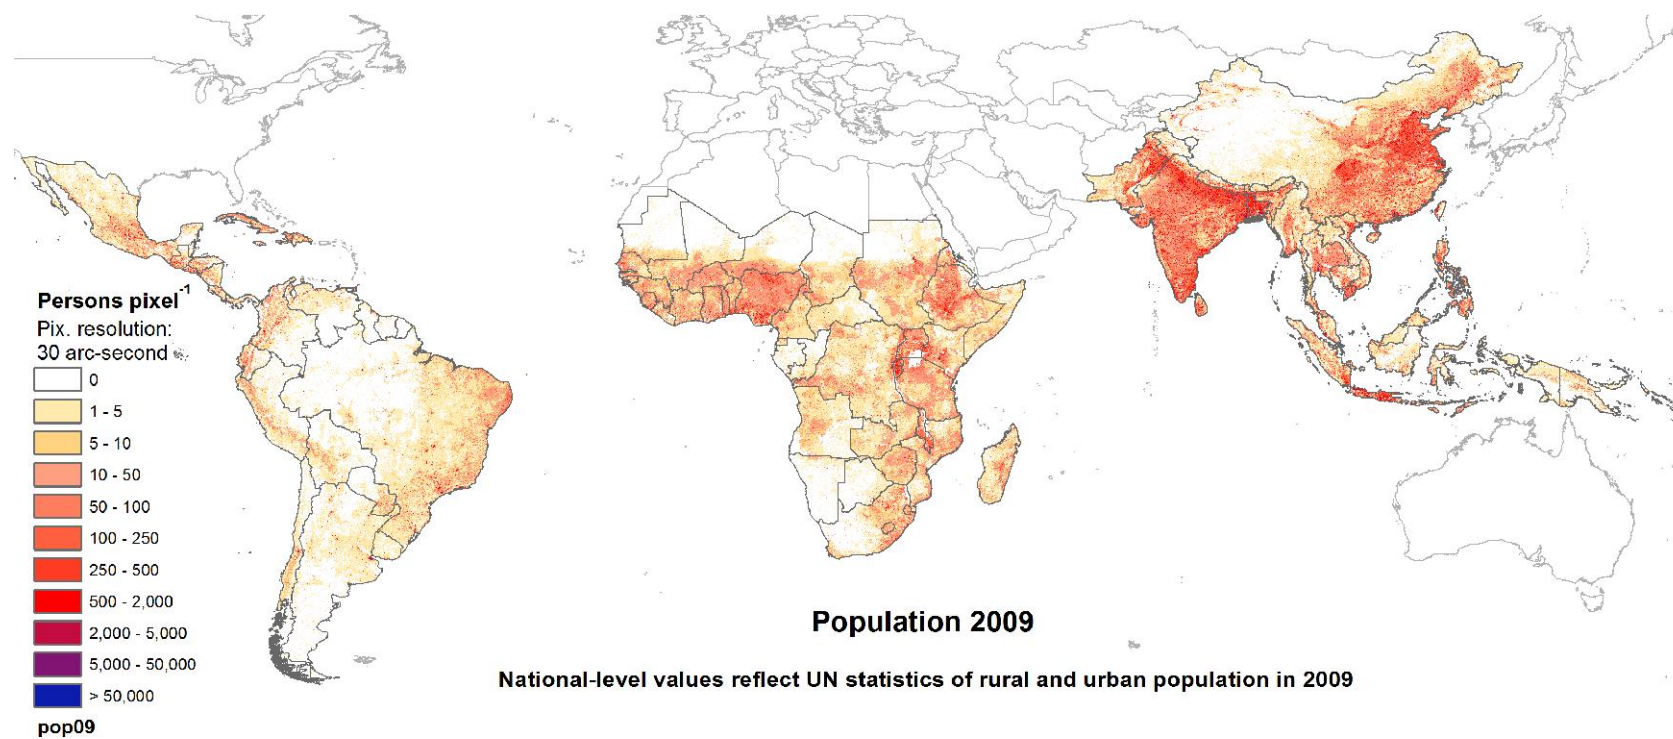 Persons pixel-1
Pix. resolution:
30 arc-second
0
1 - 5
5 - 10
10 - 50
50 - 100
100 - 250
250 - 500
500 - 2,000
2,000 - 5,000
5,000 - 50,000
> 50,000
pop09
Population 2009
National-level values reflect UN statistics of rural and urban population in 2009